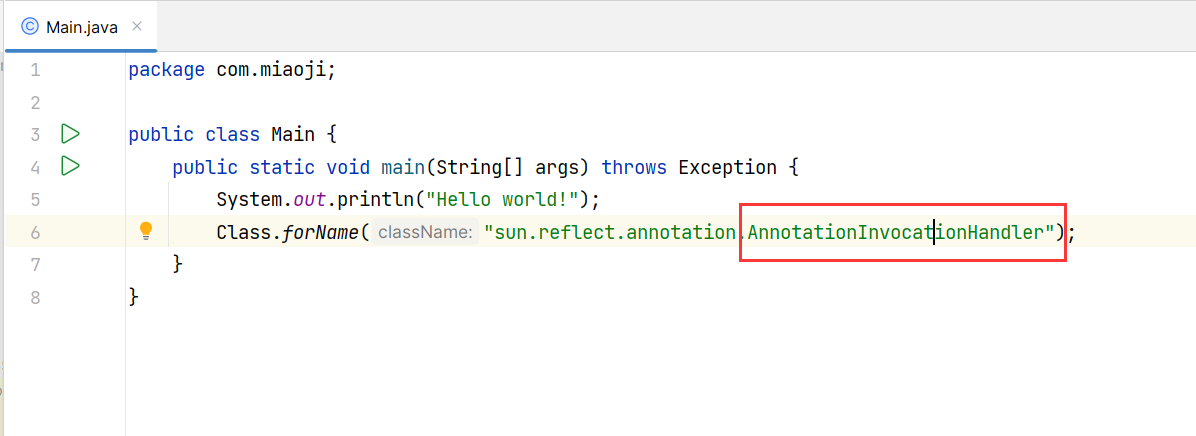 Main.java
1 package com.miaoji;
2
3 public class Main {
4 public static void main(String[] args) throws Exception {
5 System.out.println("Hello world!");
6 Class.forName( className: "sun.reflect.annotation.AnnotationInvocationHandler");
7 }
8 }